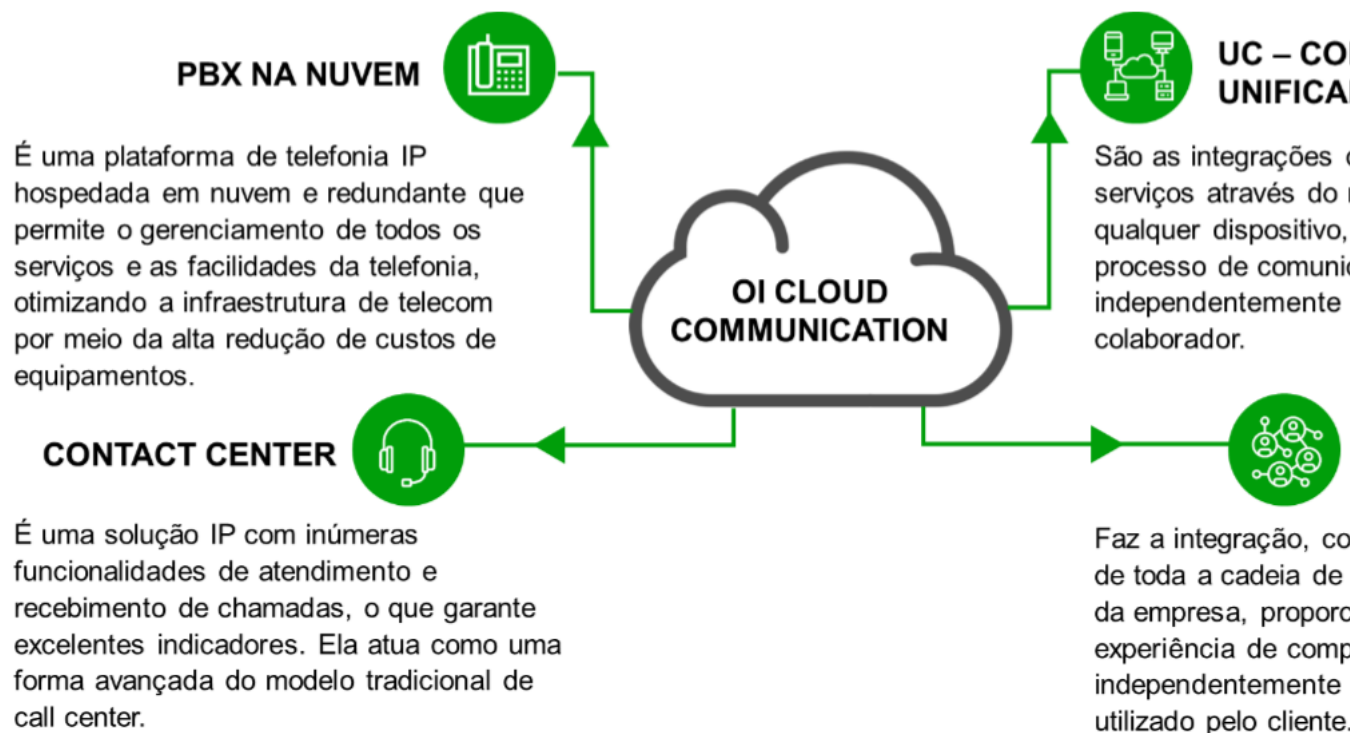 PBX NA NUVEM
É uma plataforma de telefonia IP
hospedada em nuvem e redundante que
permite o gerenciamento de todos os
serviços e as facilidades da telefonia,
otimizando a infraestrutura de telecom
por meio da alta redução de custos de
equipamentos.
CONTACT CENTER
É uma solução IP com inúmeras
funcionalidades de atendimento e
recebimento de chamadas, o que garante
excelentes indicadores. Ela atua como uma
forma avançada do modelo tradicional de
call center.
OI CLOUD
COMMUNICATION
UC –
São as integrações
serviços através do
qualquer dispositivo,
processo de
independentemente
colaborador.
Faz a integração,
de toda a cadeia de
da empresa,
experiência de
independentemente
utilizado pelo cliente.